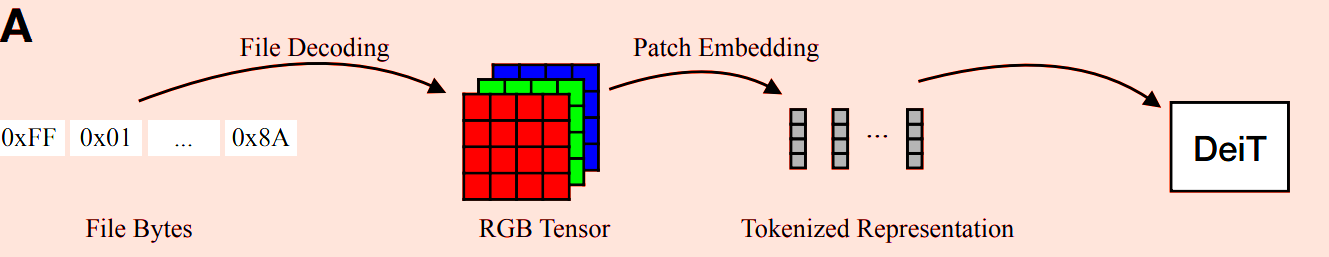 A
File Decoding
Patch Embedding
0xFF 0x01 ... 0x8A
...
DeiT
File Bytes
RGB Tensor
Tokenized Representation